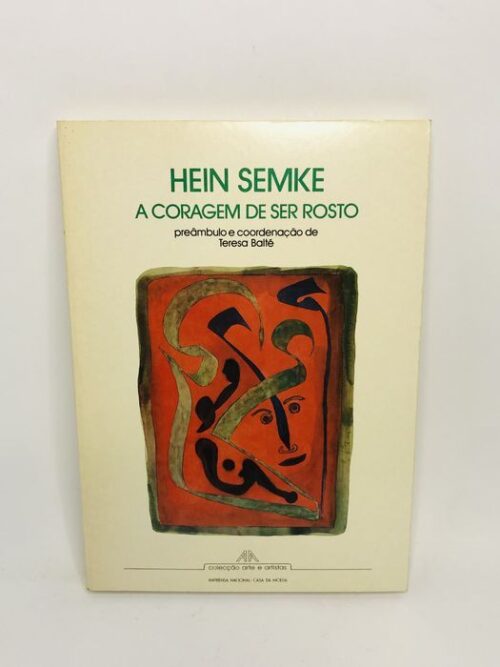 HEIN SEMKE
A CORAGEM DE SER ROSTO
preâmbulo e coordenação de
Teresa Balté
colecção arte e artistas
IMPRENSA NACIONAL-CASA DA MOEDA